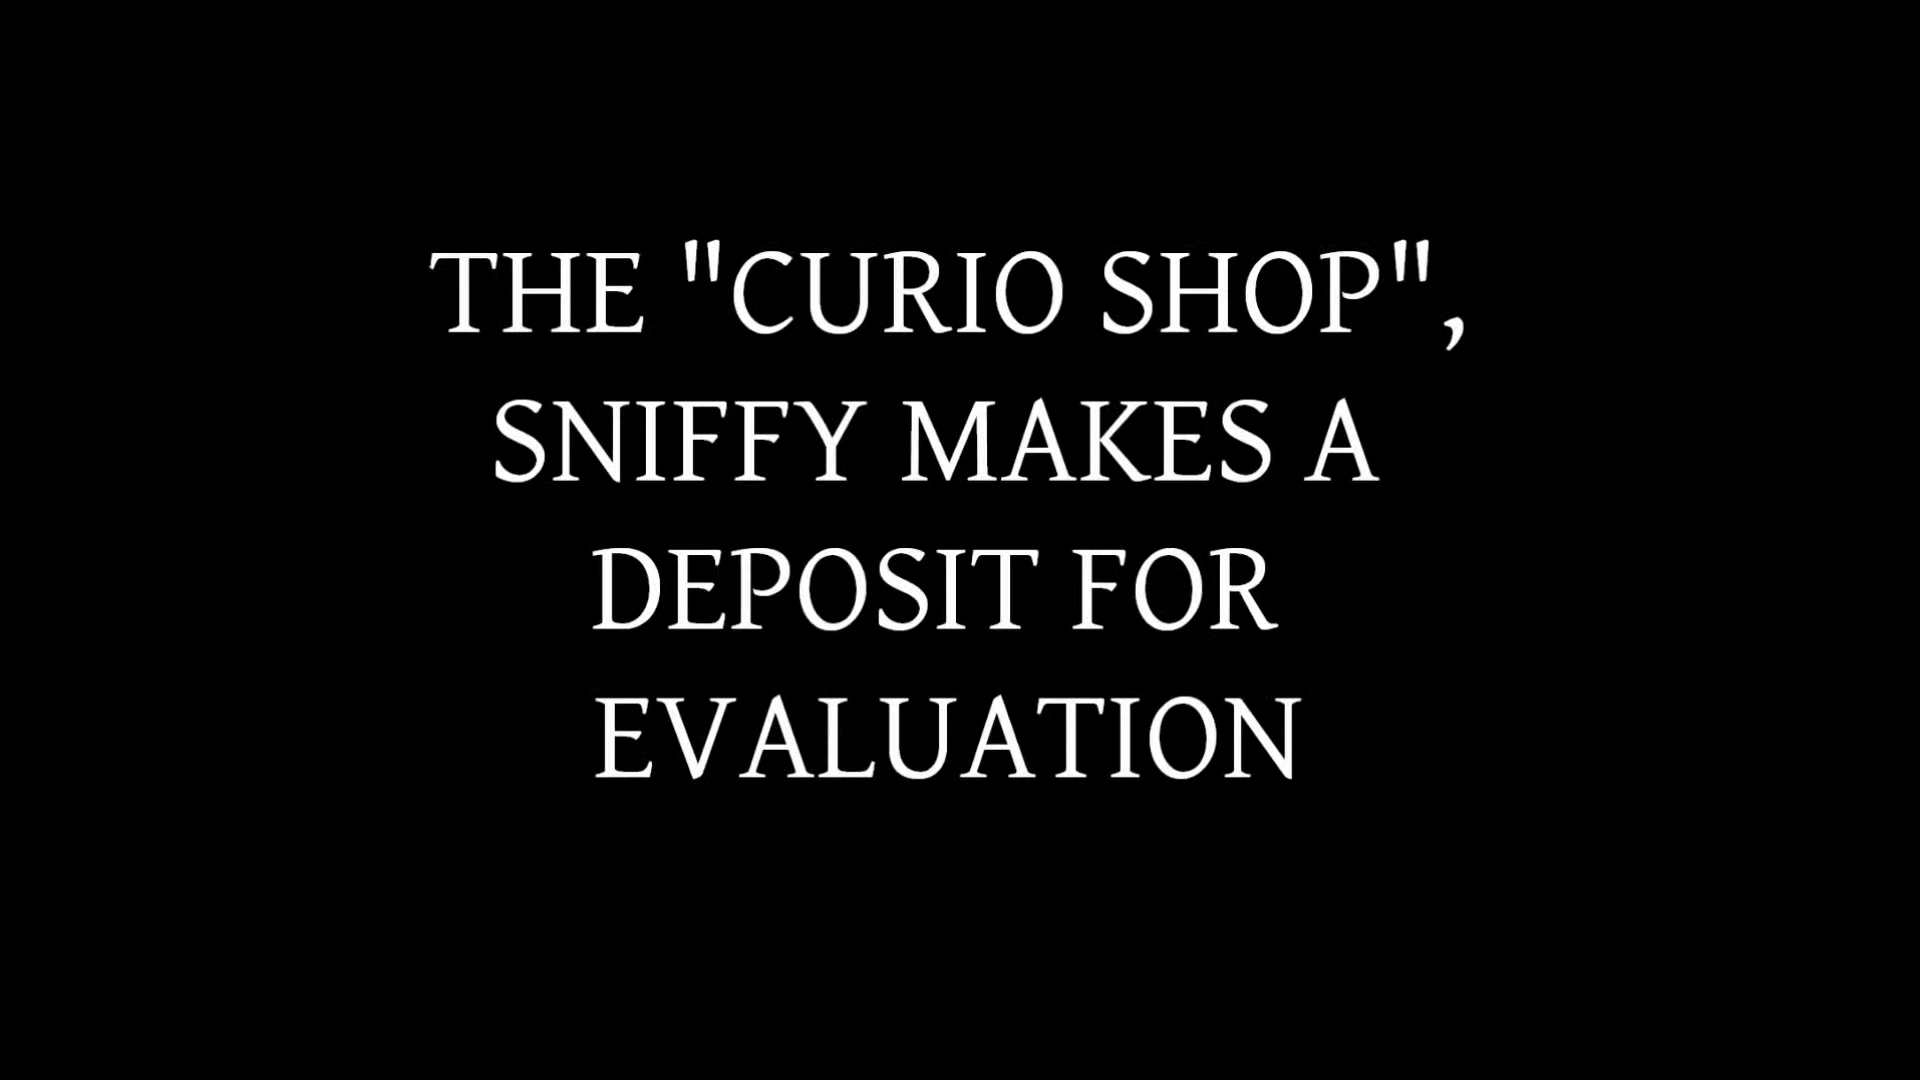 THE "CURIO SHOP",
SNIFFY MAKES A
DEPOSIT FOR
EVALUATION